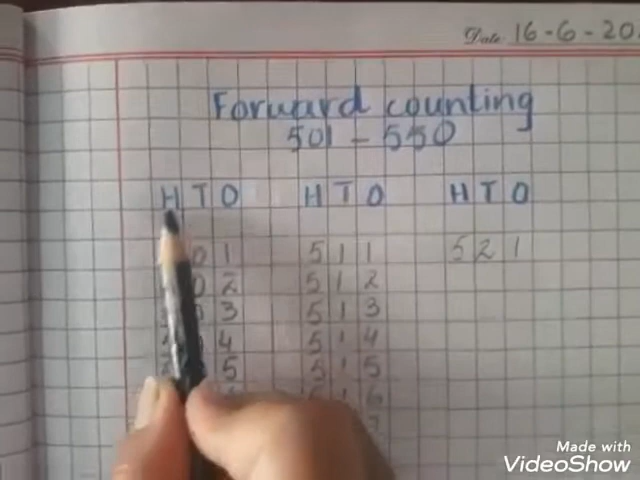 Date 16-6-20
Forward counting
501 - 550
H T O H T O H T O
0 1 5 1 1 5 2 1
0 2 5 1 2
3 5 1 3
4 5 1 4
5 5 1 5
1 6
Made with
VideoShow